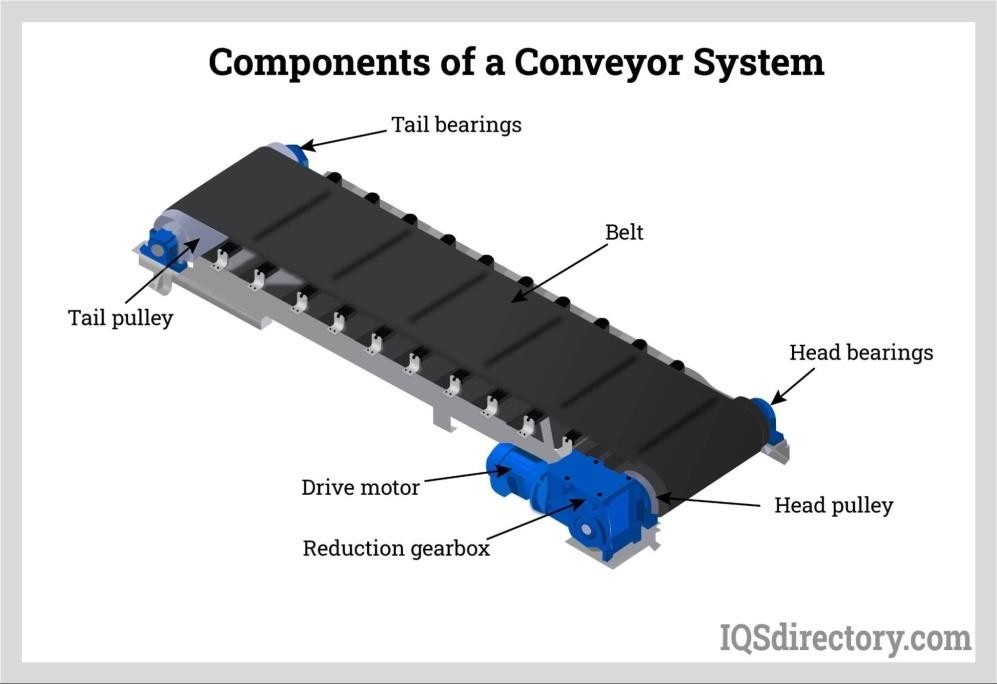 Components of a Conveyor System
Tail bearings
Belt
Tail pulley
Head bearings
Drive motor
Head pulley
Reduction gearbox
IQSdirectory.com